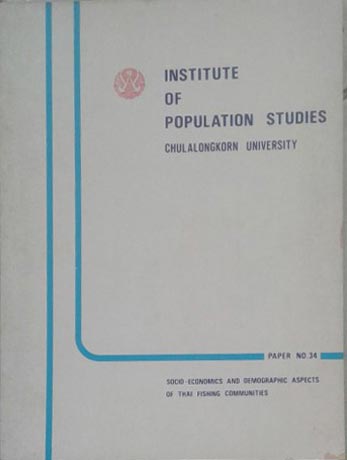 INSTITUTE
OF
POPULATION STUDIES
CHULALONGKORN UNIVERSITY
PAPER NO.34
SOCIO-ECONOMICS AND DEMOGRAPHIC ASPECTS
OF THAI FISHING COMMUNITIES